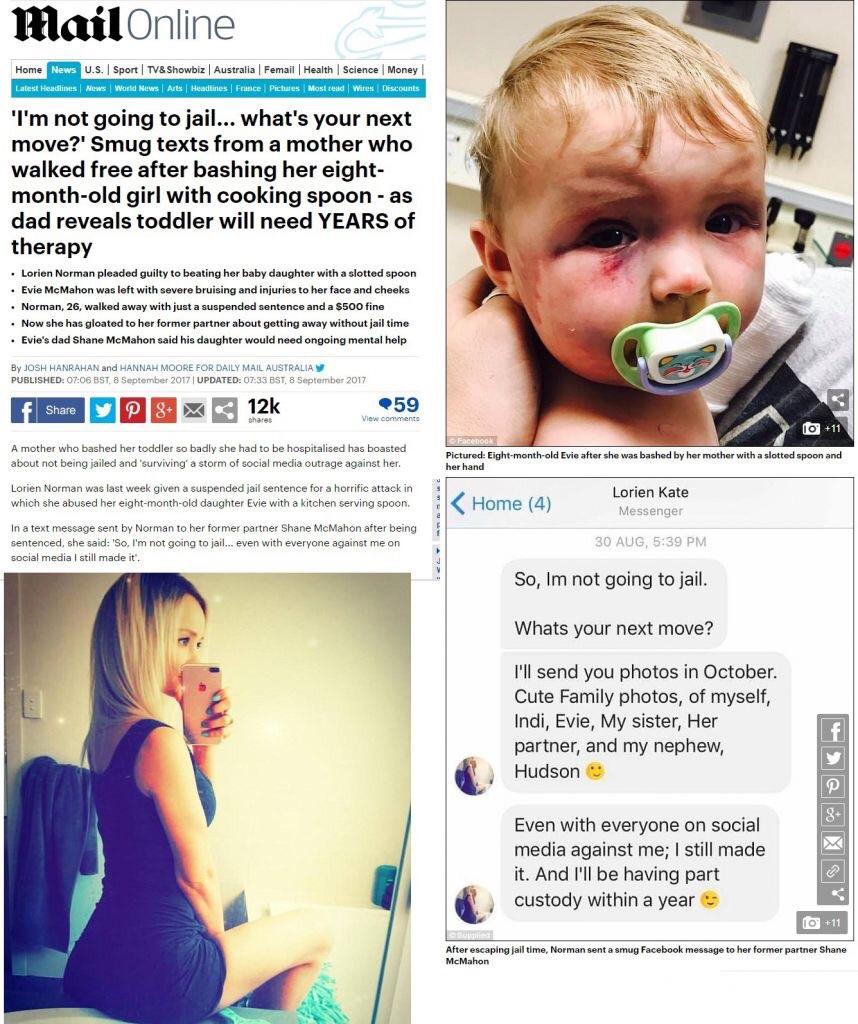 Mail Online
Home News U.S. Sport TV&Showbiz Australia Femail Health Science Money
Latest Headlines News World News Arts Headlines France Pictures Most read Wires Discounts
'I'm not going to jail... what's your next
move?' Smug texts from a mother who
walked free after bashing her eight-
month-old girl with cooking spoon - as
dad reveals toddler will need YEARS of
therapy
• Lorien Norman pleaded guilty to beating her baby daughter with a slotted spoon
• Evie McMahon was left with severe bruising and injuries to her face and cheeks
• Norman, 26, walked away with just a suspended sentence and a $500 fine
• Now she has gloated to her former partner about getting away without jail time
• Evie's dad Shane McMahon said his daughter would need ongoing mental help
By JOSH HANRAHAN and HANNAH MOORE FOR DAILY MAIL AUSTRALIA
PUBLISHED: 07:06 BST, 8 September 2017 | UPDATED: 07:33 BST, 8 September 2017
f Share
g+
12k
shares
59
View comments
A mother who bashed her toddler so badly she had to be hospitalised has boasted
about not being jailed and 'surviving' a storm of social media outrage against her.
Lorien Norman was last week given a suspended jail sentence for a horrific attack in
which she abused her eight-month-old daughter Evie with a kitchen serving spoon.
In a text message sent by Norman to her former partner Shane McMahon after being
sentenced, she said: 'So, I'm not going to jail... even with everyone against me on
social media I still made it'.
© Facebook
+11
Pictured: Eight-month-old Evie after she was bashed by her mother with a slotted spoon and
her hand
Home (4)
Lorien Kate
Messenger
30 AUG, 5:39 PM
So, Im not going to jail.
Whats your next move?
I'll send you photos in October.
Cute Family photos, of myself,
Indi, Evie, My sister, Her
partner, and my nephew,
Hudson 🙂
Even with everyone on social
media against me; I still made
it. And I'll be having part
custody within a year 😉
© Supplied
+11
After escaping jail time, Norman sent a smug Facebook message to her former partner Shane
McMahon